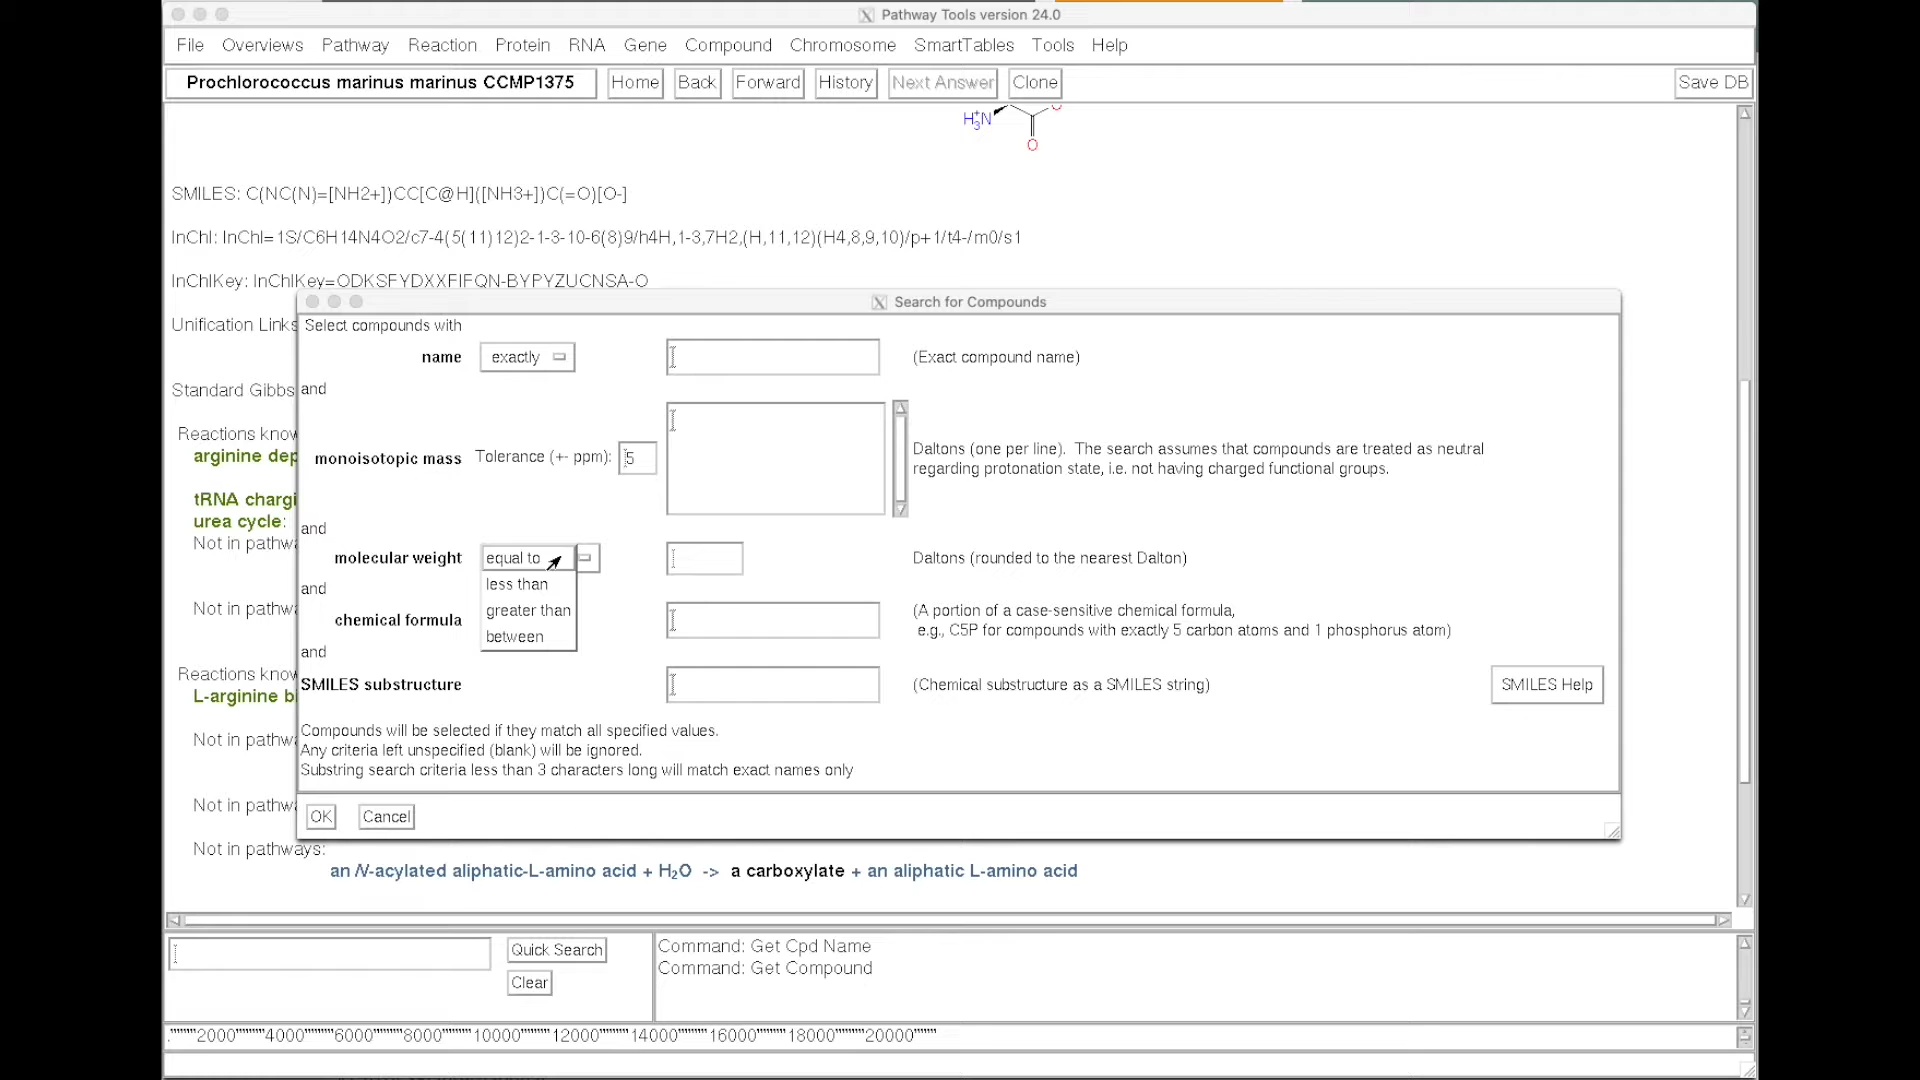 Pathway Tools version 24.0
File Overviews Pathway Reaction Protein RNA Gene Compound Chromosome SmartTables Tools Help
Prochlorococcus marinus marinus CCMP1375 Home Back Forward History Next Answer Clone Save DB
H3N+
O
SMILES: C(NC(N)=[NH2+])CC[C@H]([NH3+])C(=O)[O-]
InChI: InChI=1S/C6H14N4O2/c7-4(5(11)12)2-1-3-10-6(8)9/h4H,1-3,7H2,(H,11,12)(H4,8,9,10)/p+1/t4-/m0/s1
InChIKey: InChIKey=ODKSFYDXXFIFQN-BYPYZUCNSA-O
Search for Compounds
Unification Links
Select compounds with
name exactly (Exact compound name)
and
Standard Gibbs
Reactions know
arginine dep
monoisotopic mass Tolerance (+- ppm): 5 Daltons (one per line). The search assumes that compounds are treated as neutral
regarding protonation state, i.e. not having charged functional groups.
tRNA chargi
urea cycle:
and
Not in pathwa
molecular weight equal to Daltons (rounded to the nearest Dalton)
less than
and
Not in pathwa
greater than
chemical formula (A portion of a case-sensitive chemical formula,
e.g., C5P for compounds with exactly 5 carbon atoms and 1 phosphorus atom)
between
and
Reactions know
SMILES substructure (Chemical substructure as a SMILES string) SMILES Help
L-arginine bi
Compounds will be selected if they match all specified values.
Not in pathwa
Any criteria left unspecified (blank) will be ignored.
Substring search criteria less than 3 characters long will match exact names only
Not in pathwa
OK Cancel
Not in pathways:
an N-acylated aliphatic-L-amino acid + H2O -> a carboxylate + an aliphatic L-amino acid
Quick Search
Clear
Command: Get Cpd Name
Command: Get Compound
2000 4000 6000 8000 10000 12000 14000 16000 18000 20000